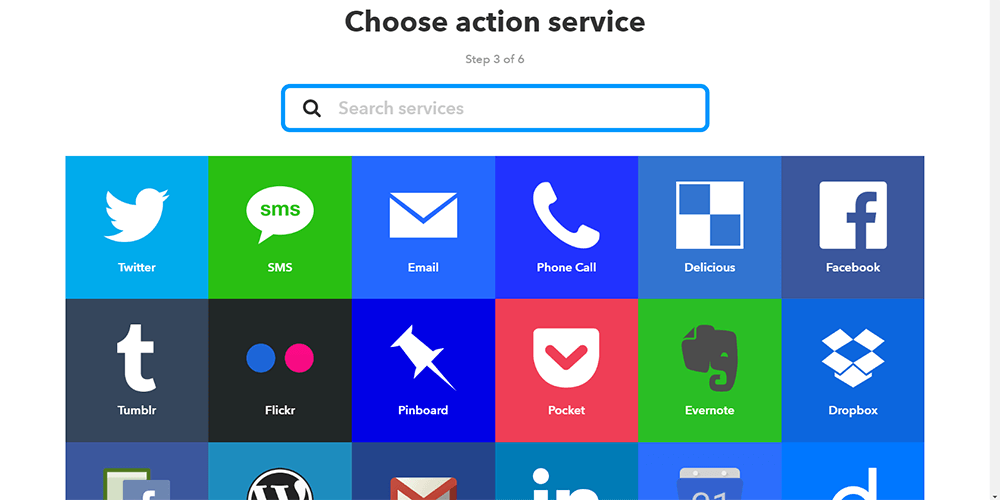 Choose action service
Step 3 of 6
Search services
sms
Twitter
SMS
Email
Phone Call
Delicious
Facebook
Tumblr
Flickr
Pinboard
Pocket
Evernote
Dropbox
in